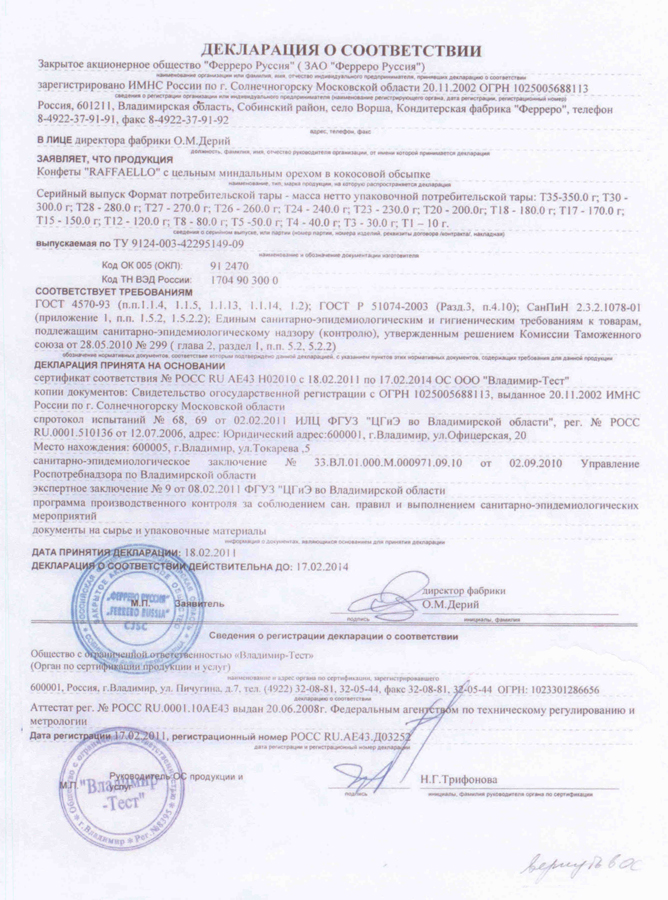 ДЕКЛАРАЦИЯ О СООТВЕТСТВИИ
Закрытое акционерное общество "Ферреро Руссия" ( ЗАО "Ферреро Руссия")
наименование организации или фамилия, имя, отчество индивидуального предпринимателя, принявших декларацию о соответствии
зарегистрировано ИМНС России по г. Солнечногорску Московской области 20.11.2002 ОГРН 1025005688113
сведения о регистрации организации или индивидуального предпринимателя (наименование регистрирующего органа, дата регистрации, регистрационный номер)
Россия, 601211, Владимирская область, Собинский район, село Ворша, Кондитерская фабрика "Ферреро", телефон
8-4922-37-91-91, факс 8-4922-37-91-92
адрес, телефон, факс
В ЛИЦЕ директора фабрики О.М.Дерий
должность, фамилия, имя, отчество руководителя организации, от имени которой принимается декларация
ЗАЯВЛЯЕТ, ЧТО ПРОДУКЦИЯ
Конфеты "RAFFAELLO" с цельным миндальным орехом в кокосовой обсыпке
наименование, тип, марка продукции, на которую распространяется декларация
Серийный выпуск Формат потребительской тары - масса нетто упаковочной потребительской тары: Т35-350.0 г; Т30 -
300.0 г; Т28 - 280.0 г; Т27 - 270.0 г; Т26 - 260.0 г; Т24 - 240.0 г; Т23 - 230.0 г; Т20 - 200.0г; Т18 - 180.0 г; Т17 - 170.0 г;
Т15 - 150.0 г; Т12 - 120.0 г; Т8 - 80.0 г; Т5 -50.0 г; Т4 - 40.0 г; Т3 - 30.0 г; Т1 – 10 г.
сведения о серийном выпуске, или партии (номер партии, номера изделий, реквизиты договора /контракта/, накладная)
выпускаемая по ТУ 9124-003-42295149-09
наименование и обозначение документации изготовителя
Код ОК 005 (ОКП): 91 2470
Код ТН ВЭД России: 1704 90 300 0
СООТВЕТСТВУЕТ ТРЕБОВАНИЯМ
ГОСТ 4570-93 (п.п.1.1.4, 1.1.5, 1.1.13, 1.1.14, 1.2); ГОСТ Р 51074-2003 (Разд.3, п.4.10); СанПиН 2.3.2.1078-01
(приложение 1, п.п. 1.5.2, 1.5.2.2); Единым санитарно-эпидемиологическим и гигиеническим требованиям к товарам,
подлежащим санитарно-эпидемиологическому надзору (контролю), утвержденным решением Комиссии Таможенного
союза от 28.05.2010 № 299 ( глава 2, раздел 1, п.п. 5.2, 5.2.2)
обозначение нормативных документов, соответствие которым подтверждено данной декларацией, с указанием пунктов этих нормативных документов, содержащих требования для данной продукции
ДЕКЛАРАЦИЯ ПРИНЯТА НА ОСНОВАНИИ
сертификат соответствия № РОСС RU АЕ43 Н02010 с 18.02.2011 по 17.02.2014 ОС ООО "Владимир-Тест"
копии документов: Свидетельство огосударственной регистрации с ОГРН 1025005688113, выданное 20.11.2002 ИМНС
России по г. Солнечногорску Московской области
спротокол испытаний № 68, 69 от 02.02.2011 ИЛЦ ФГУЗ "ЦГиЭ во Владимирской области", рег. № РОСС
RU.0001.510136 от 12.07.2006, адрес: Юридический адрес:600001, г.Владимир, ул.Офицерская, 20
Место нахождения: 600005, г.Владимир, ул.Токарева ,5
санитарно-эпидемиологическое заключение № 33.ВЛ.01.000.М.000971.09.10 от 02.09.2010 Управление
Роспотребнадзора по Владимирской области
экспертное заключение № 9 от 08.02.2011 ФГУЗ "ЦГиЭ во Владимирской области
программа производственного контроля за соблюдением сан. правил и выполнением санитарно-эпидемиологических
мероприятий
документы на сырье и упаковочные материалы
информация о документах, являющихся основанием для принятия декларации
ДАТА ПРИНЯТИЯ ДЕКЛАРАЦИИ: 18.02.2011
ДЕКЛАРАЦИЯ О СООТВЕТСТВИИ ДЕЙСТВИТЕЛЬНА ДО: 17.02.2014
директор фабрики
М.П. Заявитель О.М.Дерий
подпись инициалы, фамилия
"ФЕРРЕРО РУССИЯ"
"FERRERO RUSSIA"
Сведения о регистрации декларации о соответствии
Общество с ограниченной ответственностью «Владимир-Тест»
(Орган по сертификации продукции и услуг)
наименование и адрес органа по сертификации, зарегистрировавшего
600001, Россия, г.Владимир, ул. Пичугина, д.7, тел. (4922) 32-08-81, 32-05-44, факс 32-08-81, 32-05-44 ОГРН: 1023301286656
декларацию о соответствии
Аттестат рег. № РОСС RU.0001.10АЕ43 выдан 20.06.2008г. Федеральным агентством по техническому регулированию и
метрологии
Дата регистрации 17.02.2011, регистрационный номер РОСС RU.АЕ43.Д03252
дата регистрации и регистрационный номер декларации
Руководитель ОС продукции и
М.П. услуг Н.Г.Трифонова
подпись инициалы, фамилия руководителя органа по сертификации
"Владимир
-Тест"
вернуть в ОС